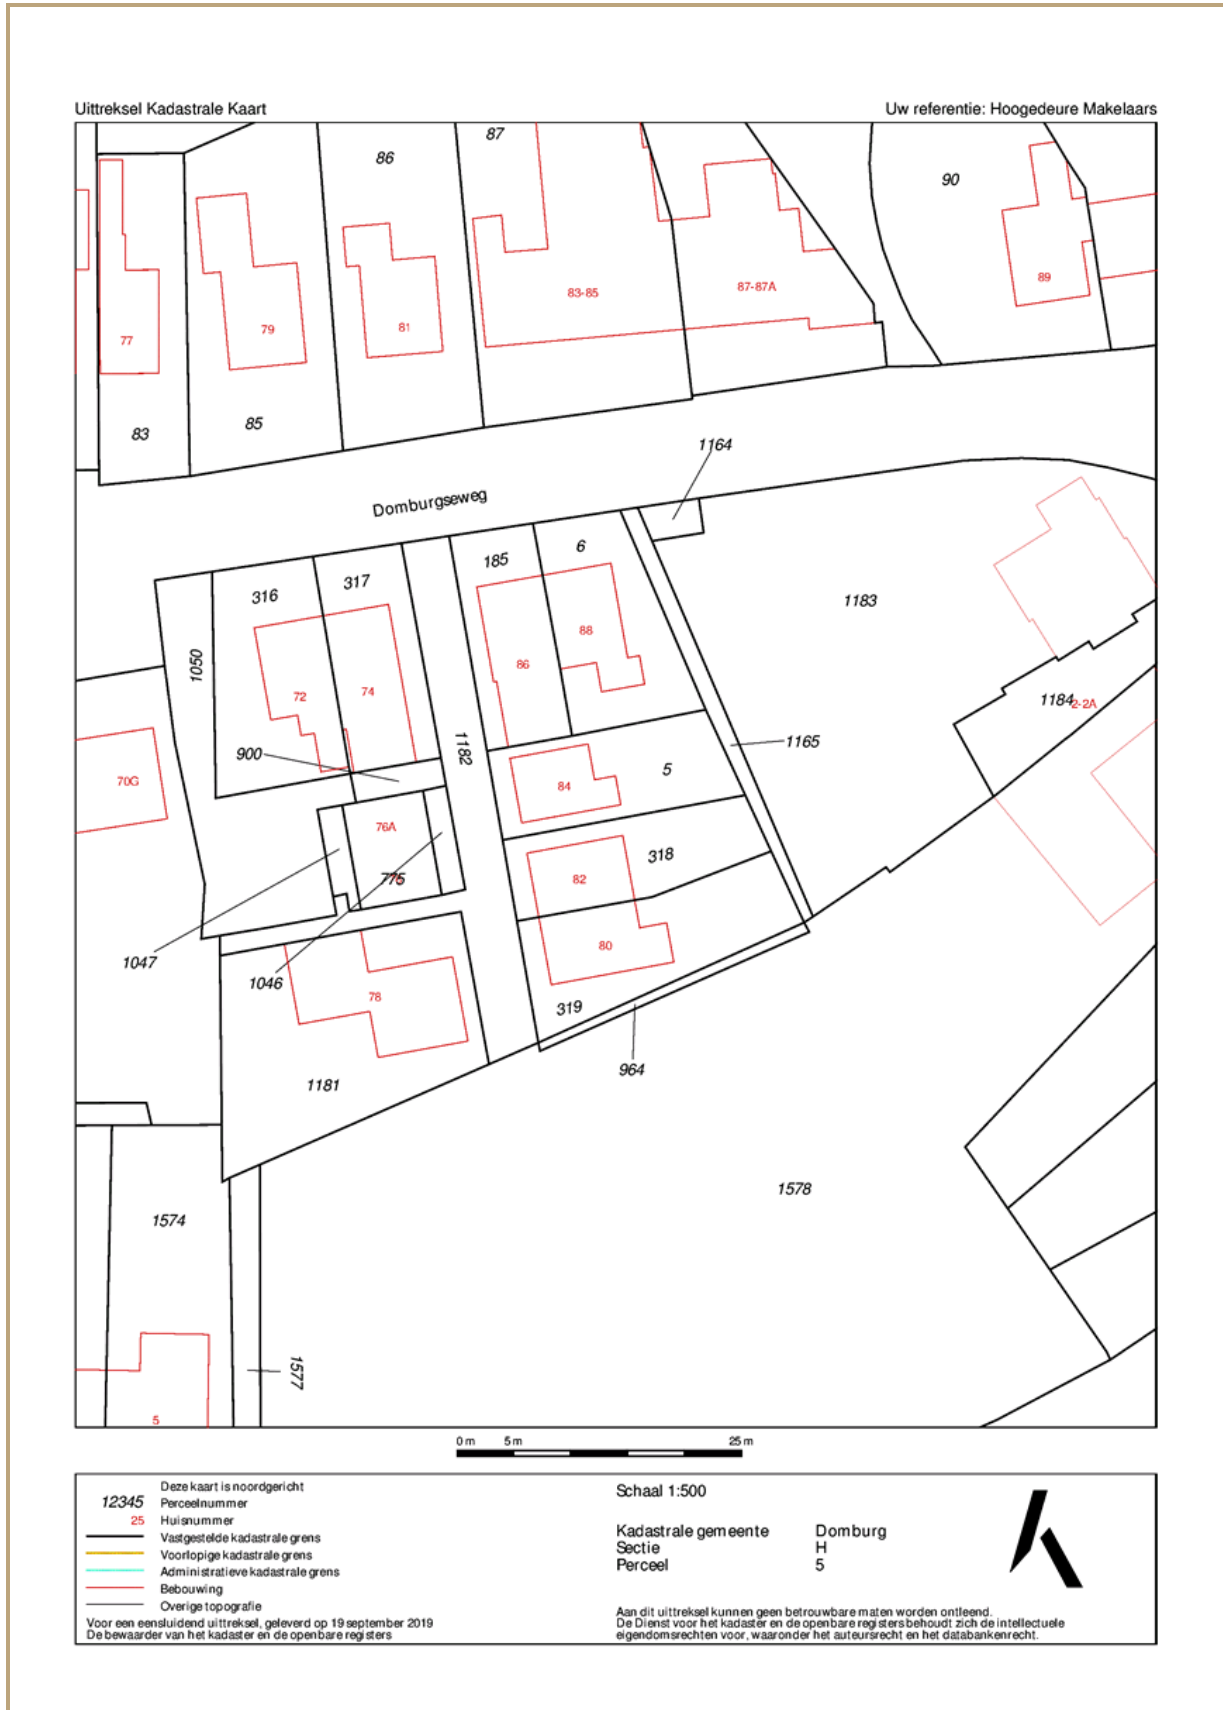 Uittreksel Kadastrale Kaart
Uw referentie: Hoogedeure Makelaars
87
86
90
89
83-85
87-87A
81
79
77
85
83
1164
Domburgseweg
185
6
316
317
1183
88
86
1050
72
74
1184
2-2A
1182
1165
900
5
70G
84
76A
318
775
82
80
1047
1046
78
319
964
1181
1578
1574
1577
5
0 m 5 m 25 m
Deze kaart is noordgericht
12345 Perceelnummer
25 Huisnummer
Vastgestelde kadastrale grens
Voorlopige kadastrale grens
Administratieve kadastrale grens
Bebouwing
Overige topografie
Voor een eensluidend uittreksel, geleverd op 19 september 2019
De bewaarder van het kadaster en de openbare registers
Schaal 1:500
Kadastrale gemeente Domburg
Sectie H
Perceel 5
Aan dit uittreksel kunnen geen betrouwbare maten worden ontleend.
De Dienst voor het kadaster en de openbare registers behoudt zich de intellectuele
eigendomsrechten voor, waaronder het auteursrecht en het databankenrecht.